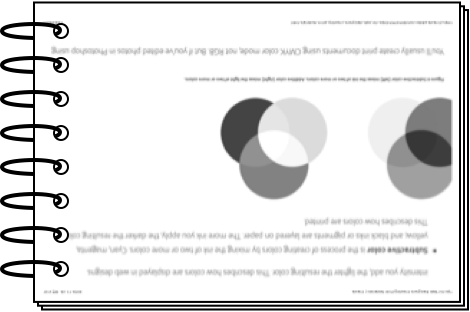 intensity you add, the lighter the resulting color. This describes how colors are displayed in web designs
• Subtractive color is a process of creating colors by mixing the ink of two or more colors. Cyan, magenta,
yellow, and black inks or pigments are layered on paper. The more ink you apply, the darker the resulting
This describes how colors are printed.
Subtractive color (left) mixes the ink of two or more colors. Additive color (right) mixes the light of two or more colors.
You'll usually create print documents using CMYK color mode, not RGB. But if you've edited photos in Photoshop using